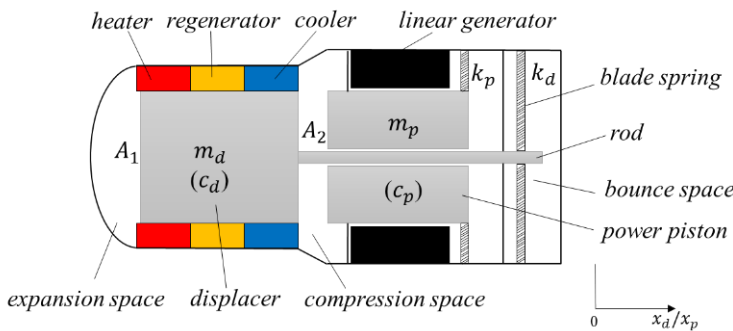 heater regenerator cooler linear generator
k_p k_d
blade spring
A_1 m_d A_2 m_p
rod
(c_d) (c_p)
bounce space
power piston
expansion space displacer compression space
0 x_d/x_p